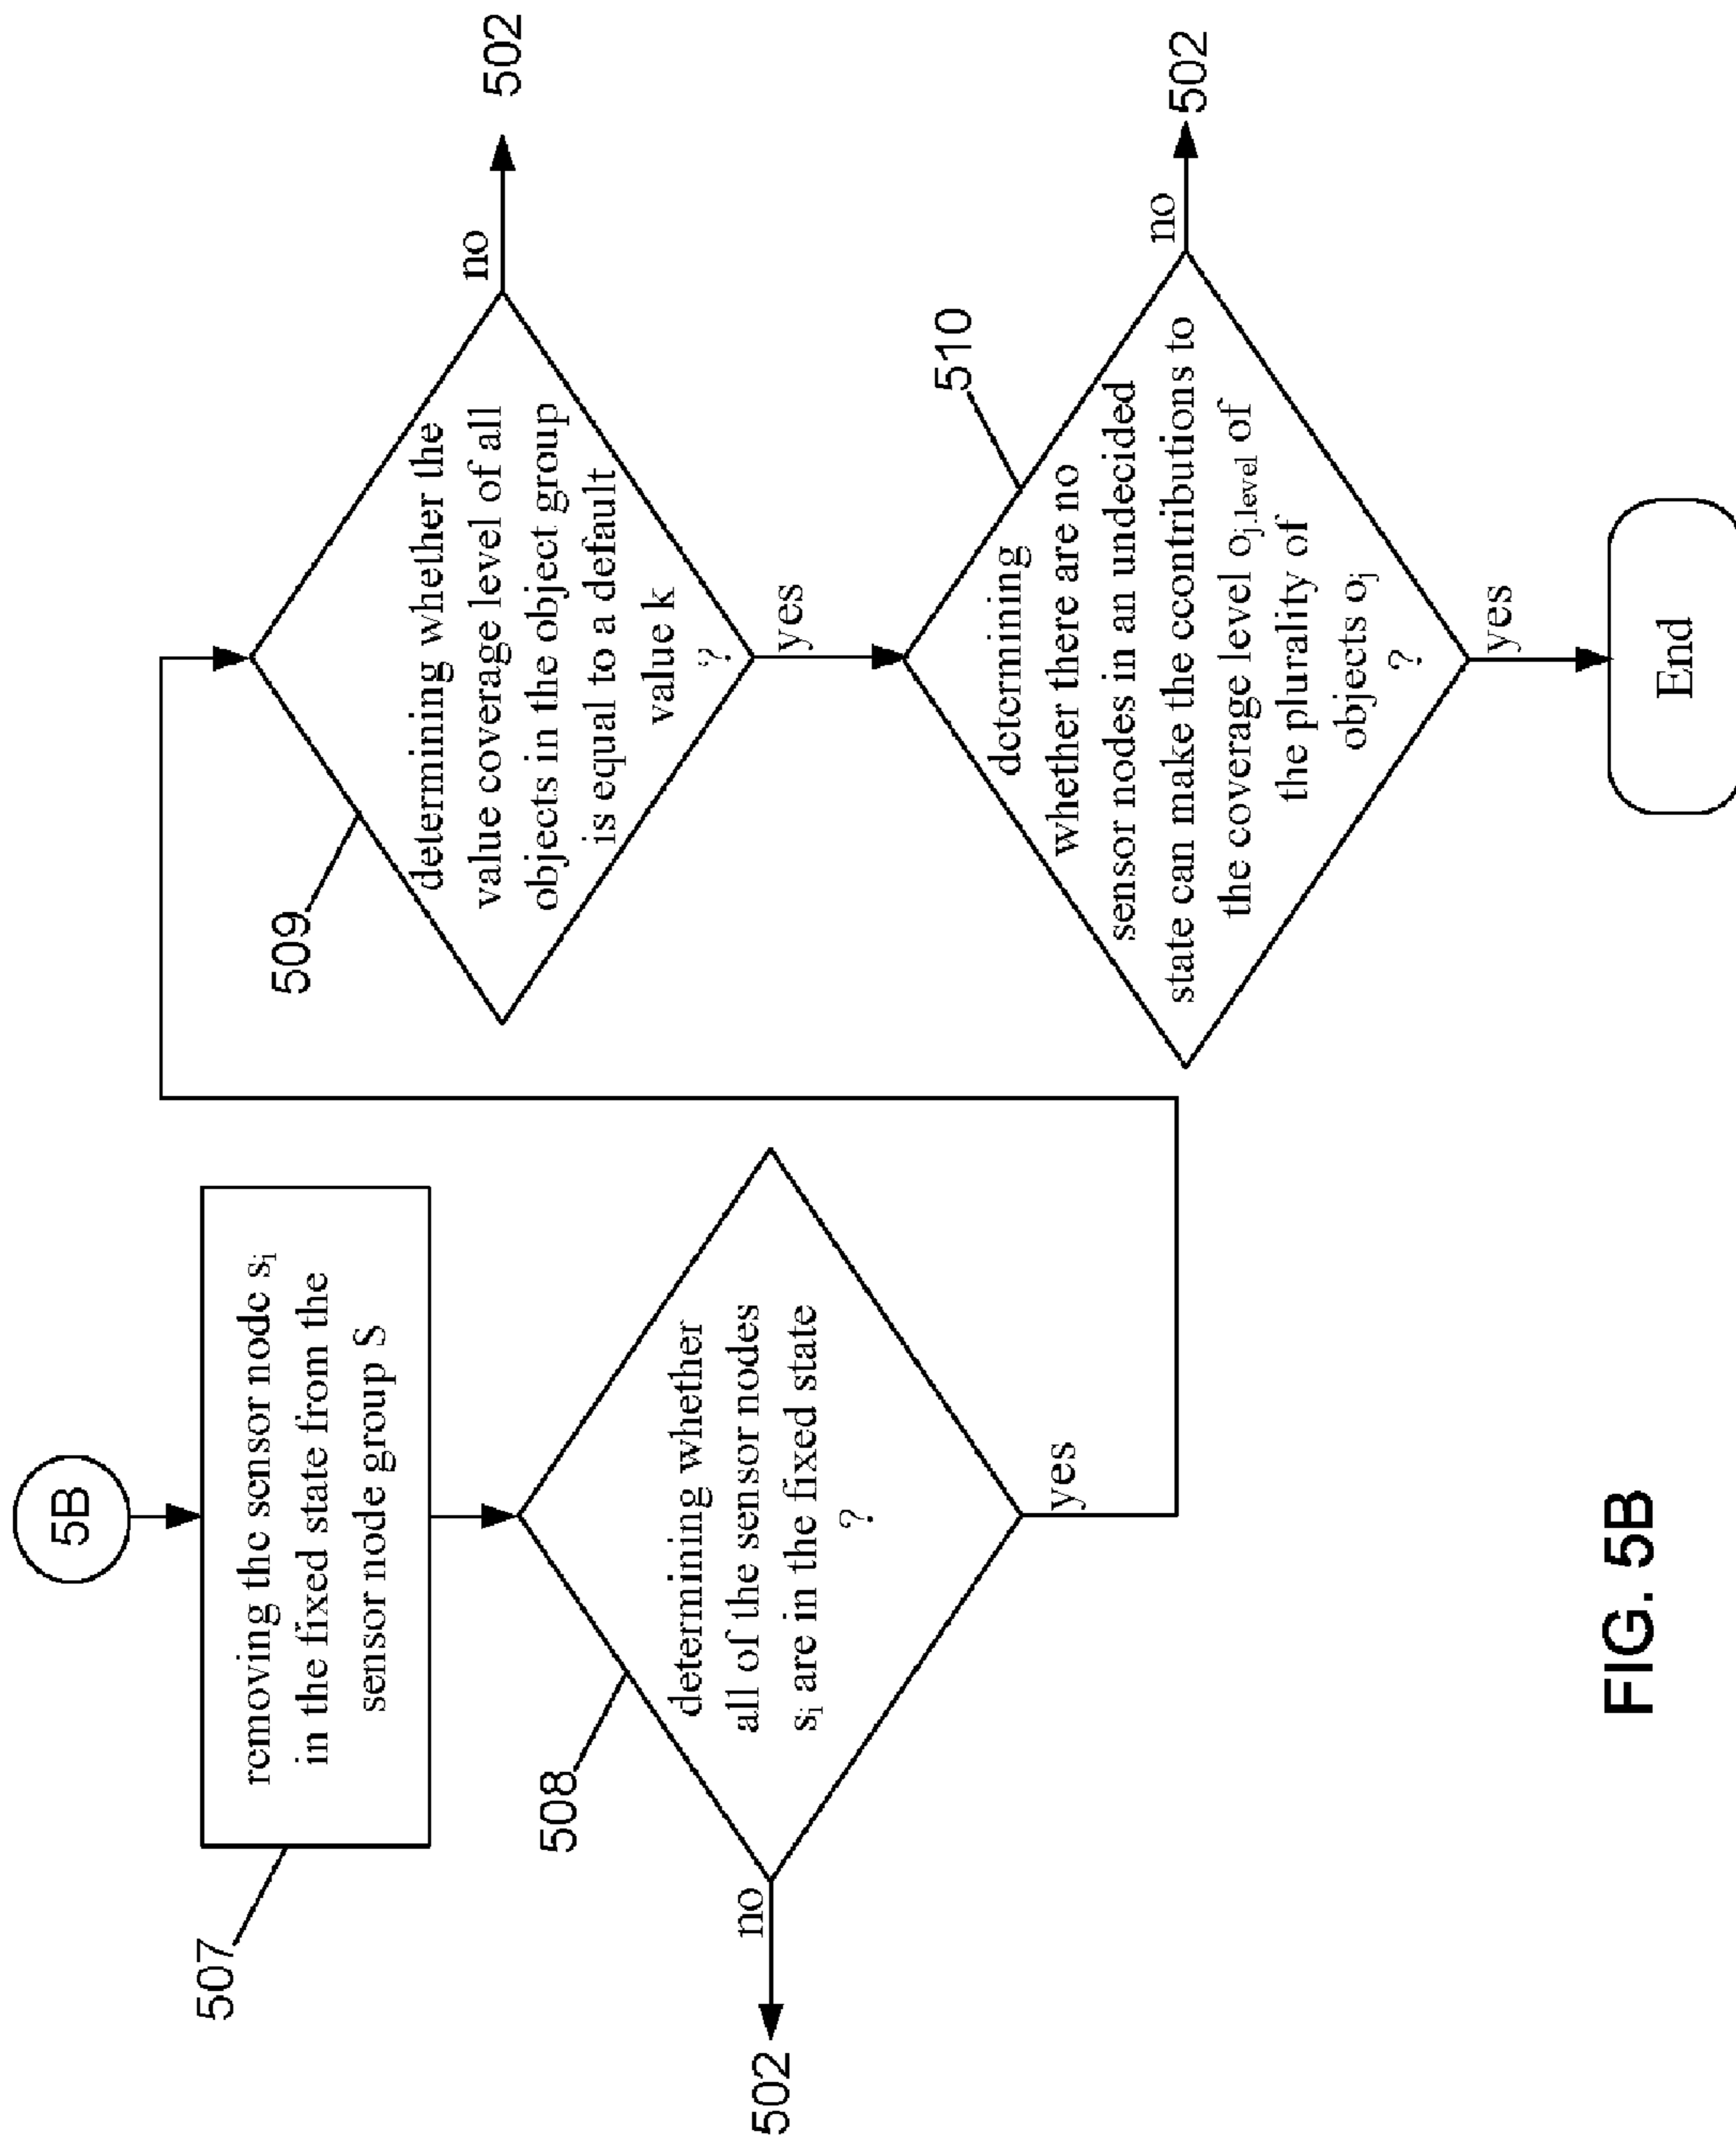 5B
507
removing the sensor node si
in the fixed state from the
sensor node group S
508
determining whether
all of the sensor nodes
si are in the fixed state
?
no
502
yes
509
determining whether the
value coverage level of all
objects in the object group
is equal to a default
value k
?
no
502
yes
510
determining
whether there are no
sensor nodes in an undecided
state can make the ccontributions to
the coverage level oj.level of
the plurality of
objects oj
?
no
502
yes
End
FIG. 5B